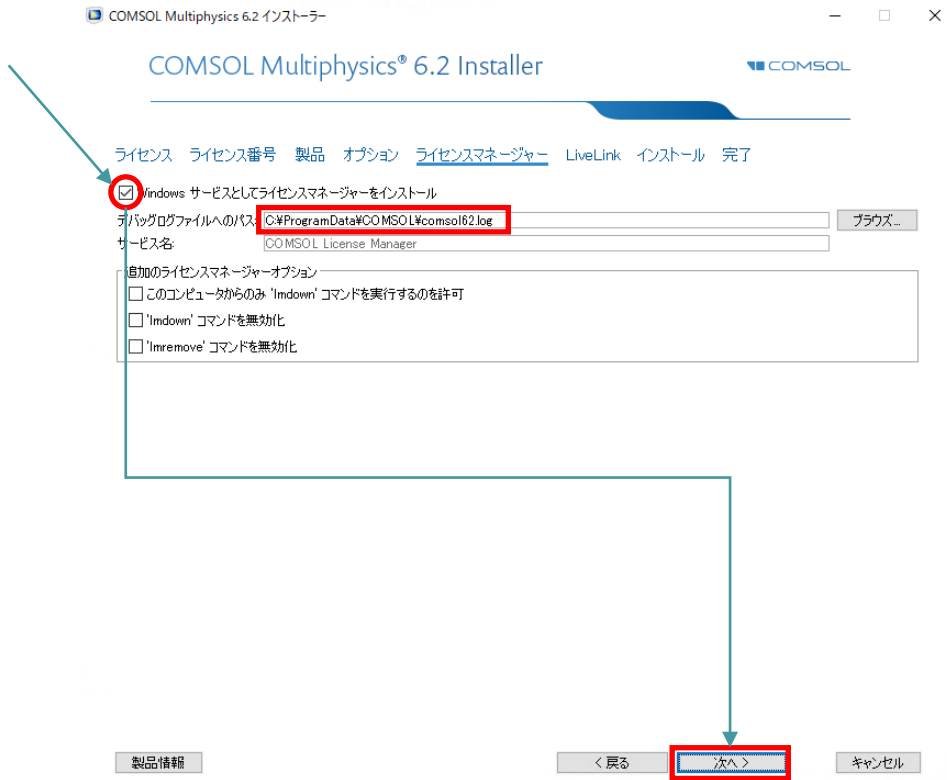 COMSOL Multiphysics 6.2 インストーラー
COMSOL Multiphysics® 6.2 Installer
COMSOL
ライセンス ライセンス番号 製品 オプション ライセンスマネージャー LiveLink インストール 完了
Windows サービスとしてライセンスマネージャーをインストール
デバッグログファイルへのパス: C:¥ProgramData¥COMSOL¥comsol62.log ブラウズ...
サービス名: COMSOL License Manager
追加のライセンスマネージャーオプション
このコンピュータからのみ 'lmdown' コマンドを実行するのを許可
'lmdown' コマンドを無効化
'lmremove' コマンドを無効化
製品情報 < 戻る 次へ > キャンセル